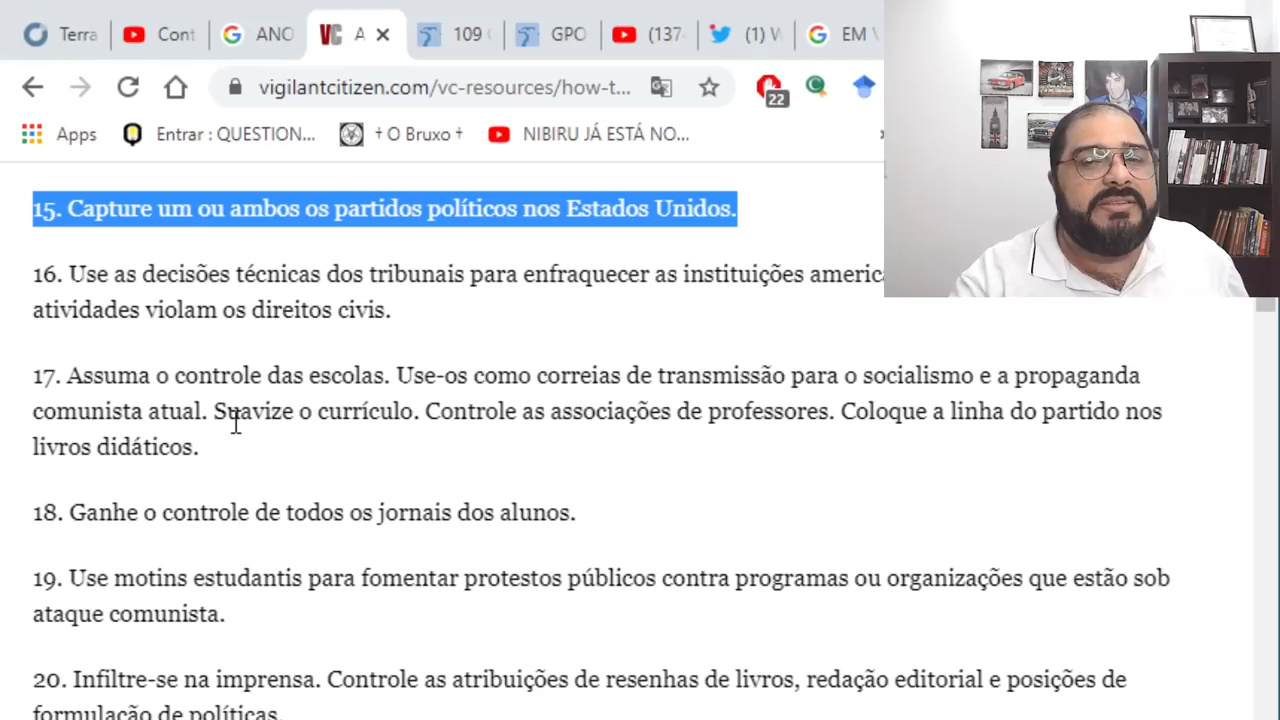 Terra
Cont
ANO
A
109
GPO
(137
(1) W
EM
vigilantcitizen.com/vc-resources/how-t...
22
Apps
Entrar : QUESTION...
† O Bruxo †
NIBIRU JÁ ESTÁ NO...
15. Capture um ou ambos os partidos políticos nos Estados Unidos.
16. Use as decisões técnicas dos tribunais para enfraquecer as instituições america
atividades violam os direitos civis.
17. Assuma o controle das escolas. Use-os como correias de transmissão para o socialismo e a propaganda
comunista atual. Suavize o currículo. Controle as associações de professores. Coloque a linha do partido nos
livros didáticos.
18. Ganhe o controle de todos os jornais dos alunos.
19. Use motins estudantis para fomentar protestos públicos contra programas ou organizações que estão sob
ataque comunista.
20. Infiltre-se na imprensa. Controle as atribuições de resenhas de livros, redação editorial e posições de
formulação de políticas.